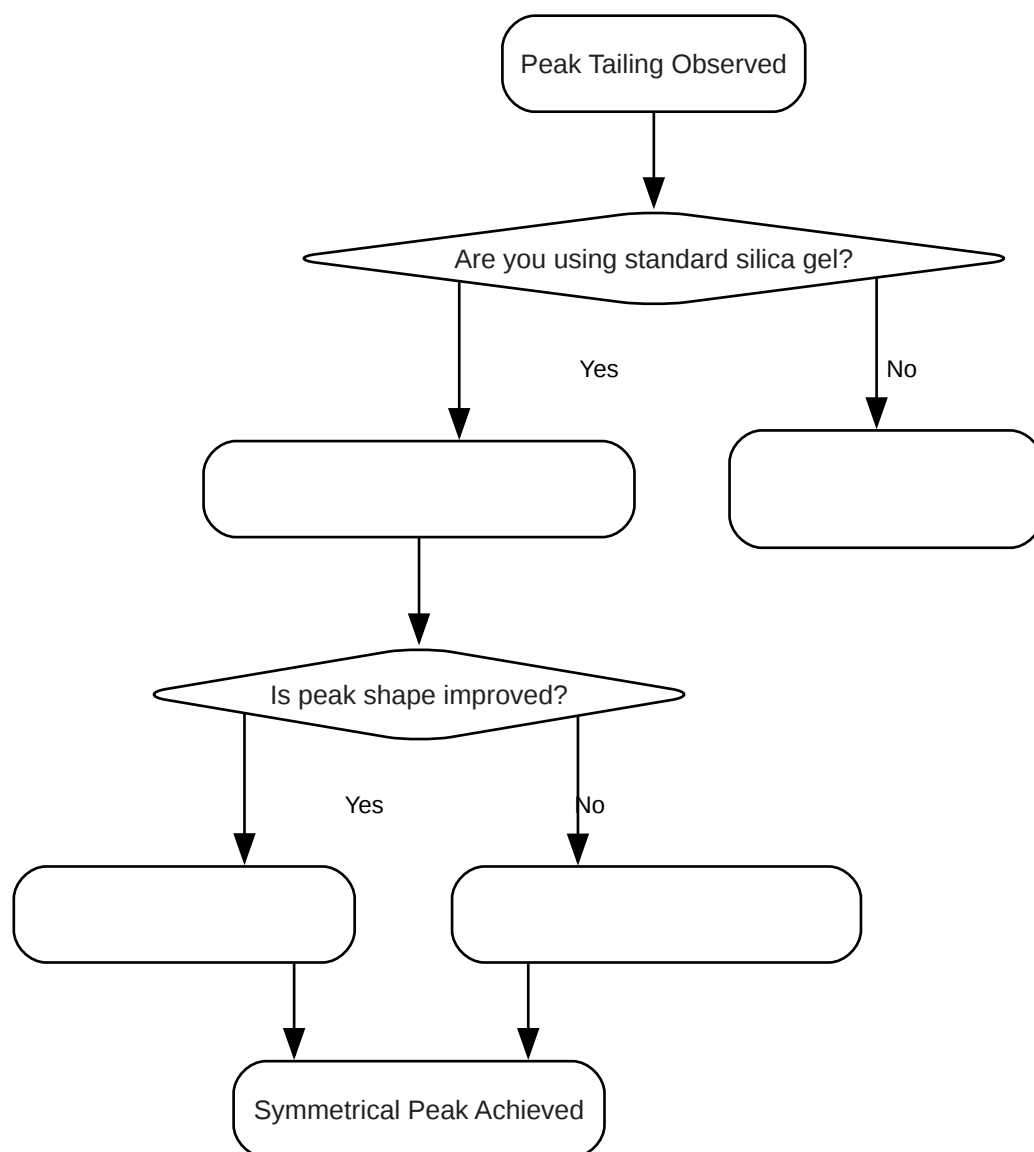 Peak Tailing Observed
Are you using standard silica gel?
Yes
No
Is peak shape improved?
Yes
No
Symmetrical Peak Achieved